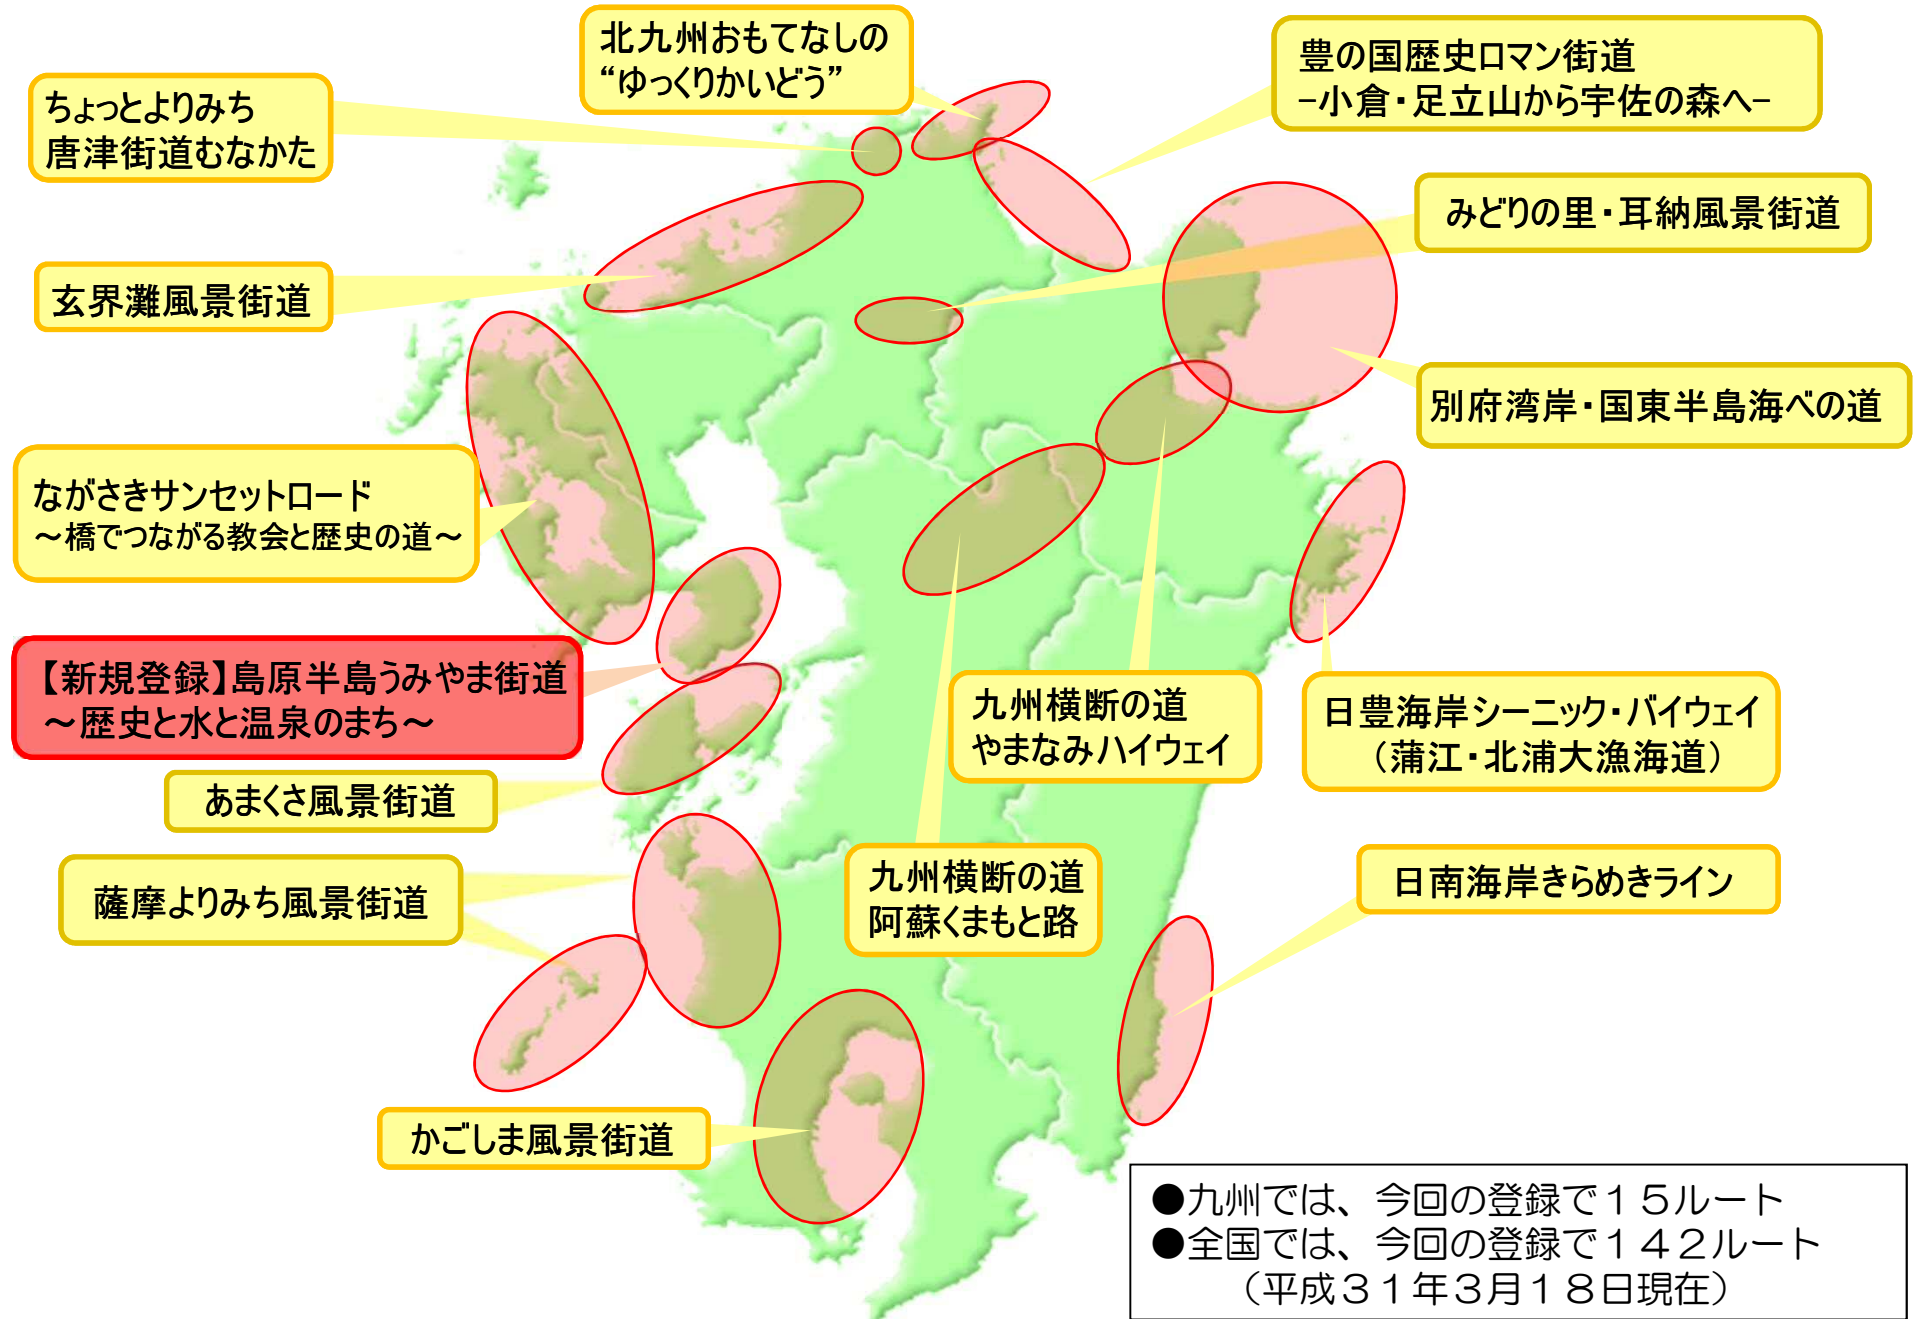 北九州おもてなしの
“ゆっくりかいどう”
豊の国歴史ロマン街道
−小倉・足立山から宇佐の森へ−
ちょっとよりみち
唐津街道むなかた
みどりの里・耳納風景街道
玄界灘風景街道
別府湾岸・国東半島海べの道
ながさきサンセットロード
～橋でつながる教会と歴史の道～
【新規登録】島原半島うみやま街道
～歴史と水と温泉のまち～
九州横断の道
やまなみハイウェイ
日豊海岸シーニック・バイウェイ
（蒲江・北浦大漁海道）
あまくさ風景街道
九州横断の道
阿蘇くまもと路
日南海岸きらめきライン
薩摩よりみち風景街道
かごしま風景街道
●九州では、今回の登録で１５ルート
●全国では、今回の登録で１４２ルート
（平成３１年３月１８日現在）